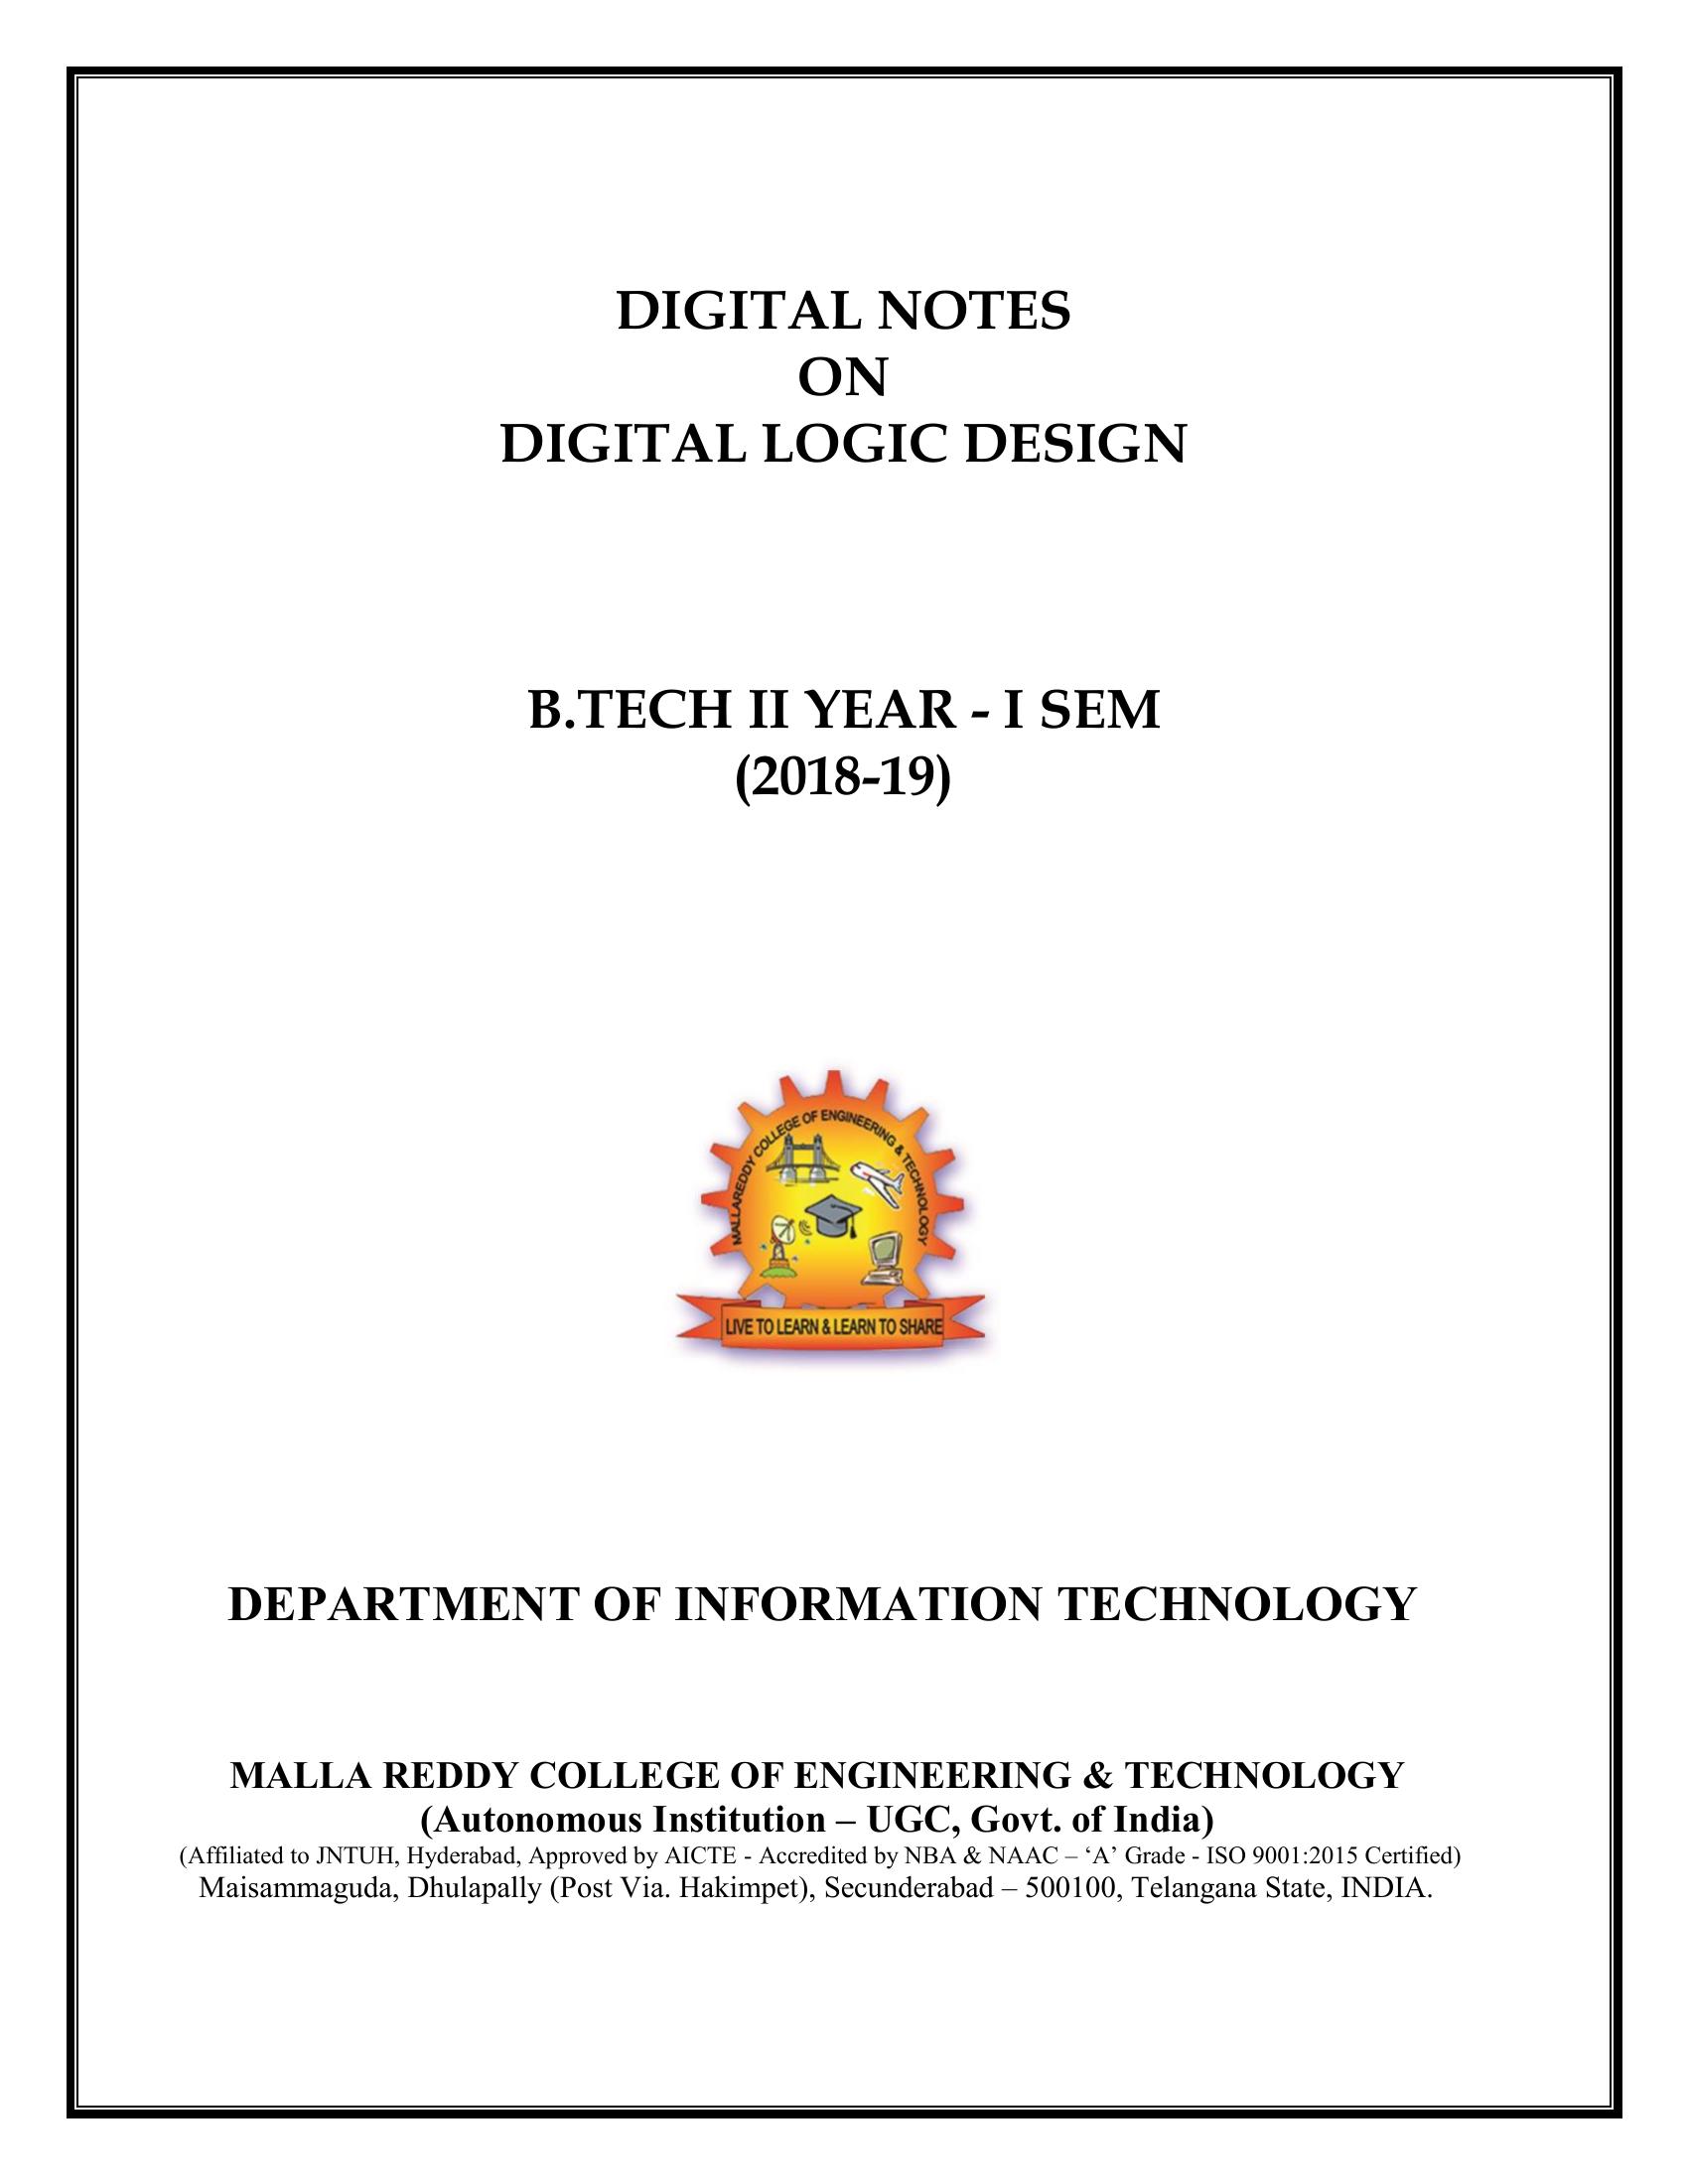 DIGITAL NOTES
ON
DIGITAL LOGIC DESIGN
B.TECH II YEAR - I SEM
(2018-19)
MALLAREDDY COLLEGE OF ENGINEERING & TECHNOLOGY
LIVE TO LEARN & LEARN TO SHARE
DEPARTMENT OF INFORMATION TECHNOLOGY
MALLA REDDY COLLEGE OF ENGINEERING & TECHNOLOGY
(Autonomous Institution – UGC, Govt. of India)
(Affiliated to JNTUH, Hyderabad, Approved by AICTE - Accredited by NBA & NAAC – ‘A’ Grade - ISO 9001:2015 Certified)
Maisammaguda, Dhulapally (Post Via. Hakimpet), Secunderabad – 500100, Telangana State, INDIA.